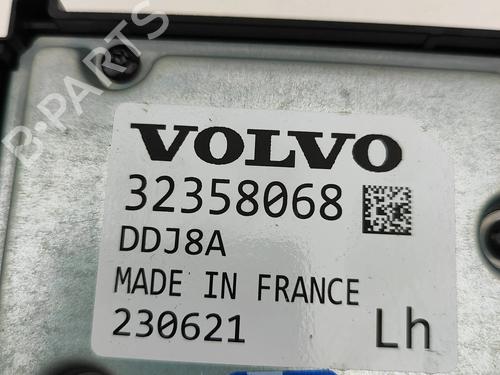 B-PARTS
VOLVO
32358068
DDJ8A
MADE IN FRANCE
230621
Lh